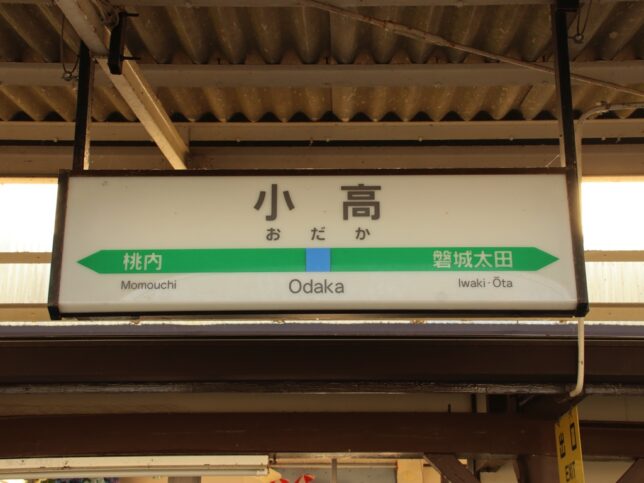 小高
おだか
桃内 磐城太田
Momouchi Odaka Iwaki-Ōta
出口
EXIT